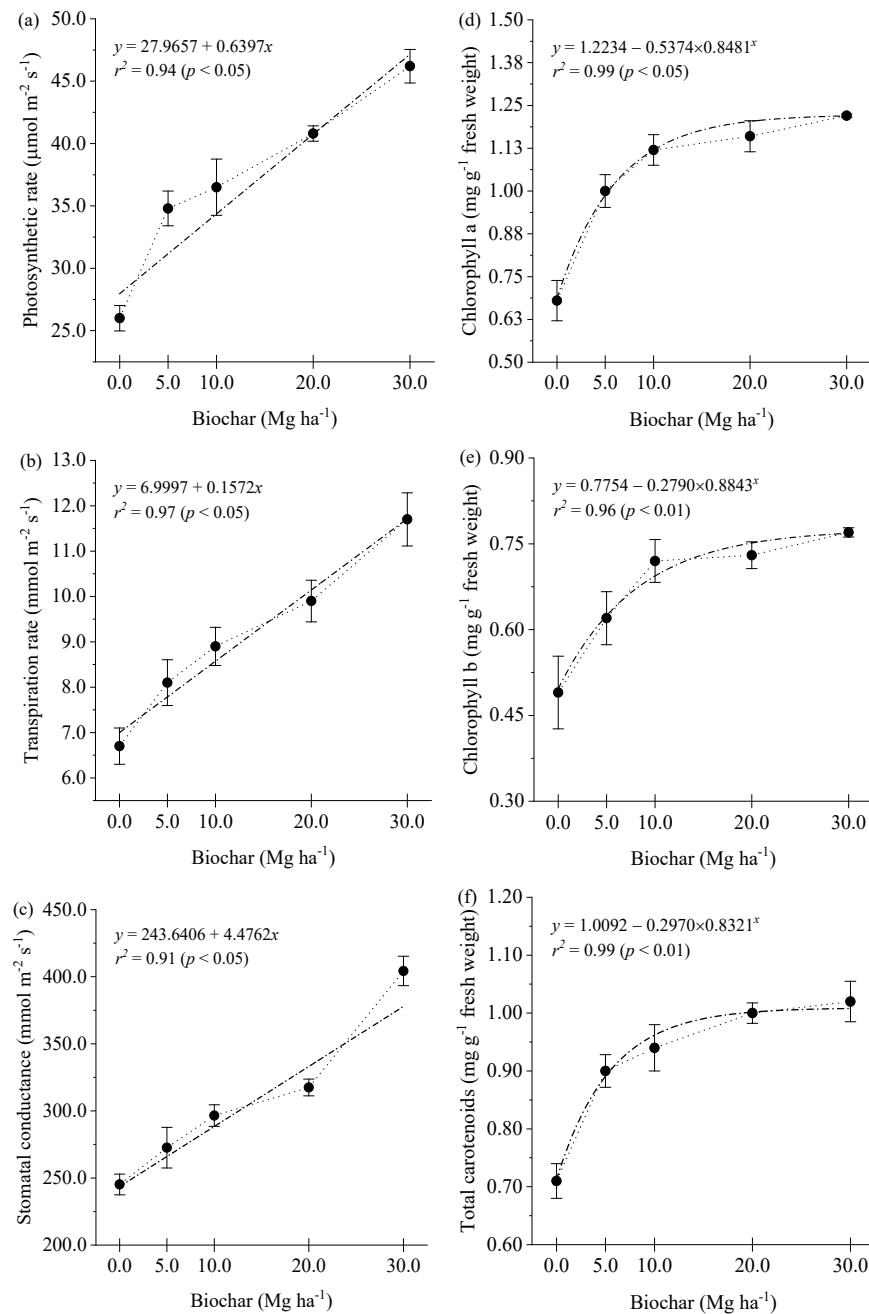 (a)
y = 27.9657 + 0.6397x
r² = 0.94 (p < 0.05)
Photosynthetic rate (µmol m⁻² s⁻¹)
50.0
45.0
40.0
35.0
30.0
25.0
0.0 5.0 10.0 20.0 30.0
Biochar (Mg ha⁻¹)
(d)
y = 1.2234 – 0.5374×0.8481ˣ
r² = 0.99 (p < 0.05)
Chlorophyll a (mg g⁻¹ fresh weight)
1.50
1.38
1.25
1.13
1.00
0.88
0.75
0.63
0.50
0.0 5.0 10.0 20.0 30.0
Biochar (Mg ha⁻¹)
(b)
y = 6.9997 + 0.1572x
r² = 0.97 (p < 0.05)
Transpiration rate (mmol m⁻² s⁻¹)
13.0
12.0
11.0
10.0
9.0
8.0
7.0
6.0
0.0 5.0 10.0 20.0 30.0
Biochar (Mg ha⁻¹)
(e)
y = 0.7754 – 0.2790×0.8843ˣ
r² = 0.96 (p < 0.01)
Chlorophyll b (mg g⁻¹ fresh weight)
0.90
0.75
0.60
0.45
0.30
0.0 5.0 10.0 20.0 30.0
Biochar (Mg ha⁻¹)
(c)
y = 243.6406 + 4.4762x
r² = 0.91 (p < 0.05)
Stomatal conductance (mmol m⁻² s⁻¹)
450.0
400.0
350.0
300.0
250.0
200.0
0.0 5.0 10.0 20.0 30.0
Biochar (Mg ha⁻¹)
(f)
y = 1.0092 – 0.2970×0.8321ˣ
r² = 0.99 (p < 0.01)
Total carotenoids (mg g⁻¹ fresh weight)
1.20
1.10
1.00
0.90
0.80
0.70
0.60
0.0 5.0 10.0 20.0 30.0
Biochar (Mg ha⁻¹)